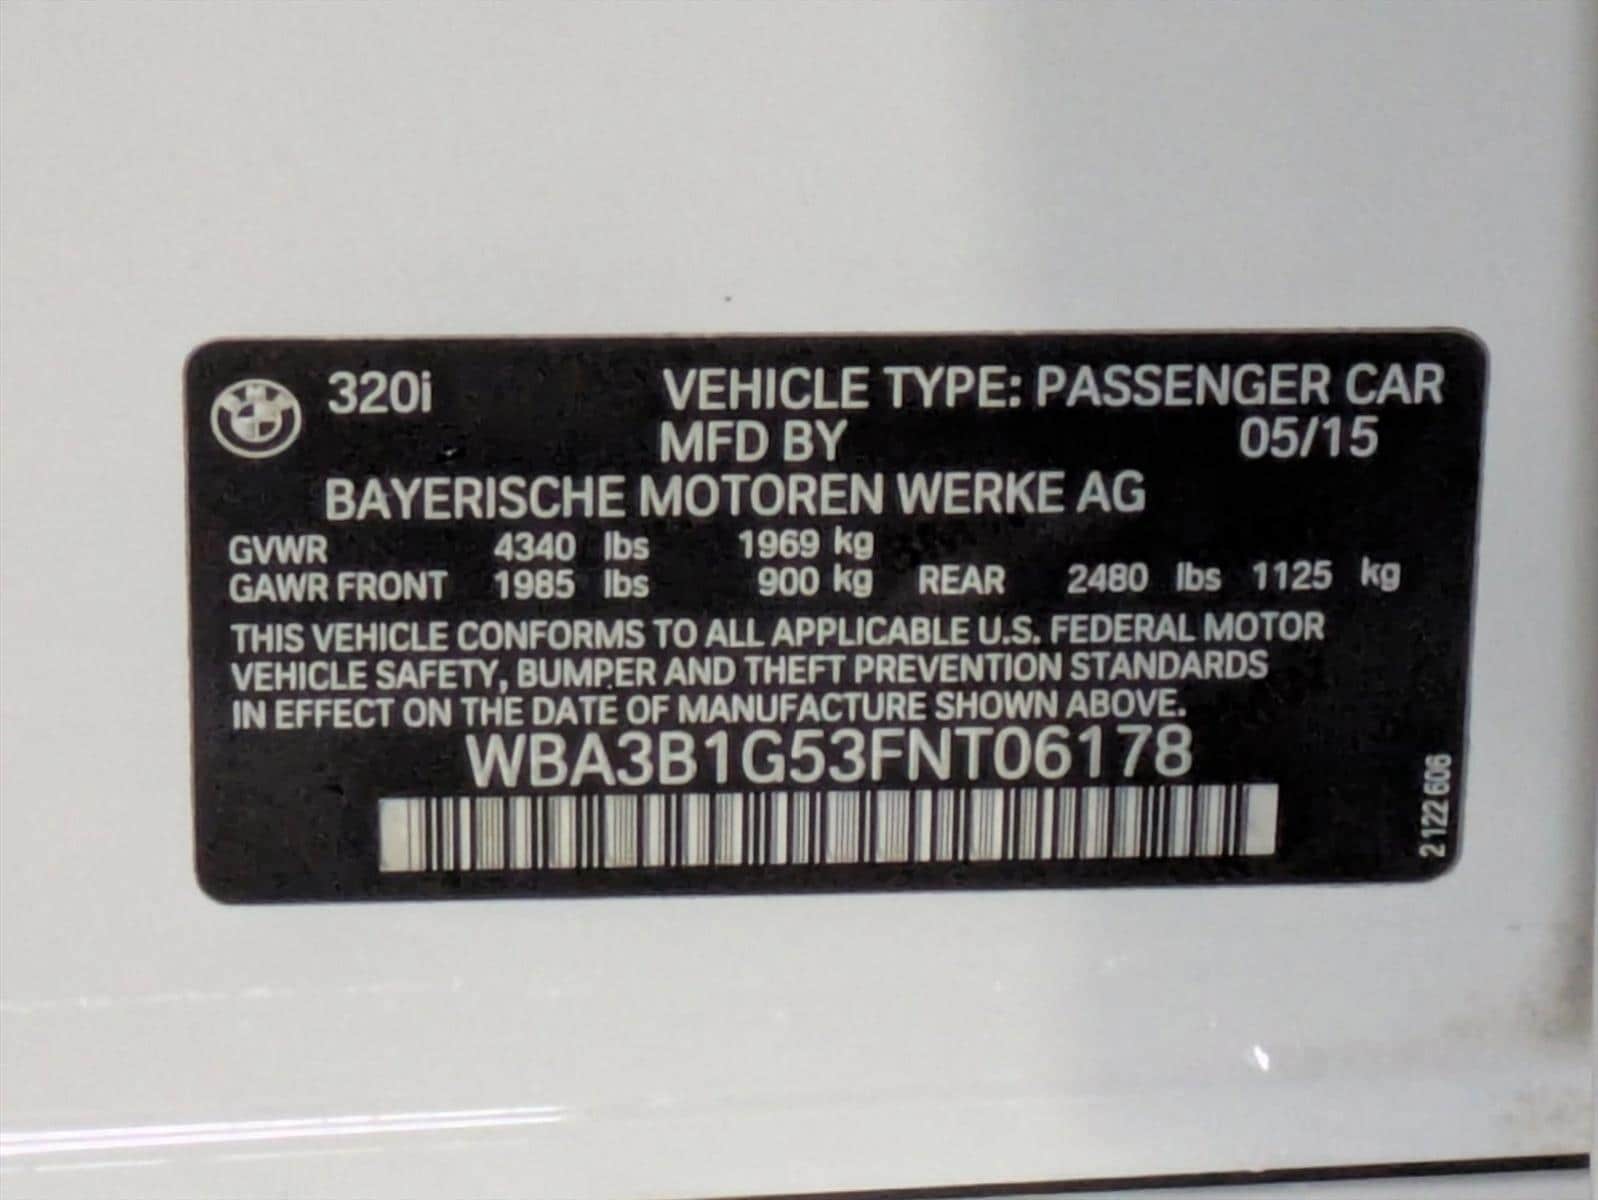 320i VEHICLE TYPE: PASSENGER CAR
MFD BY 05/15
BAYERISCHE MOTOREN WERKE AG
GVWR 4340 lbs 1969 kg
GAWR FRONT 1985 lbs 900 kg REAR 2480 lbs 1125 kg
THIS VEHICLE CONFORMS TO ALL APPLICABLE U.S. FEDERAL MOTOR
VEHICLE SAFETY, BUMPER AND THEFT PREVENTION STANDARDS
IN EFFECT ON THE DATE OF MANUFACTURE SHOWN ABOVE.
WBA3B1G53FNT06178
2 122 606